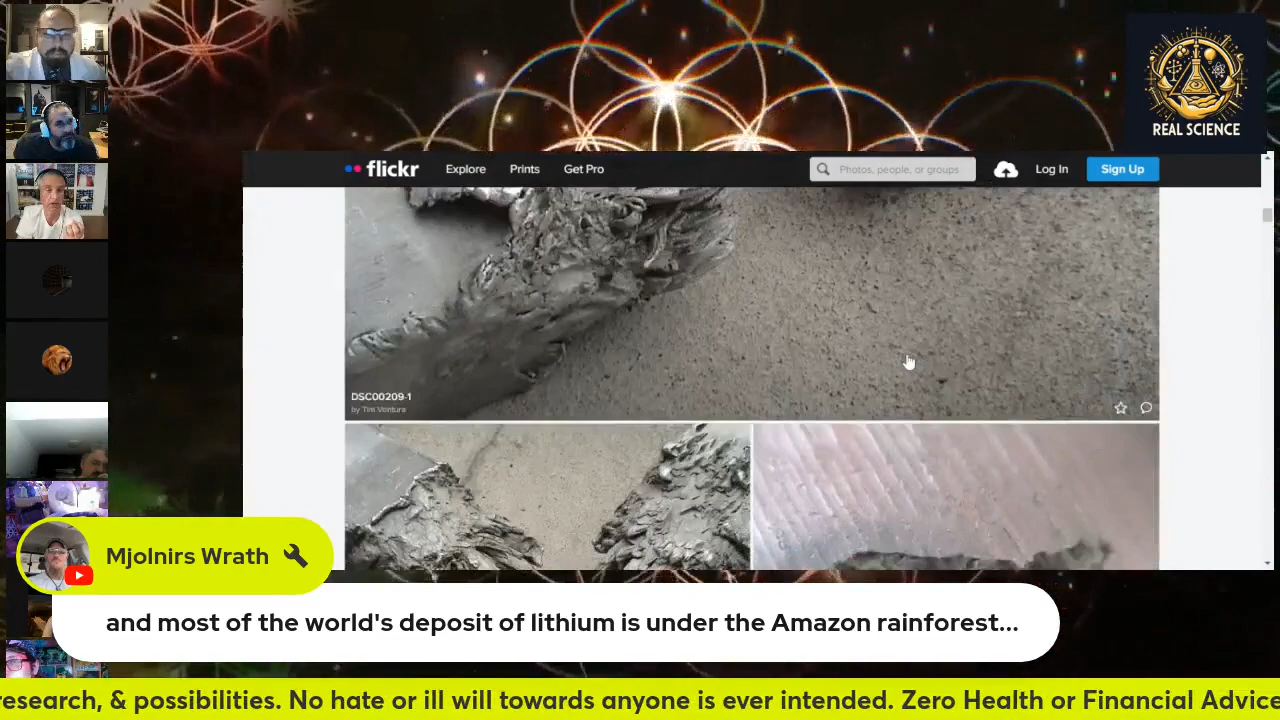 REAL SCIENCE
flickr Explore Prints Get Pro Photos, people, or groups Log In Sign Up
DSC00209-1
by Tim Ventura
Mjolnirs Wrath
and most of the world's deposit of lithium is under the Amazon rainforest...
research, & possibilities. No hate or ill will towards anyone is ever intended. Zero Health or Financial Advice